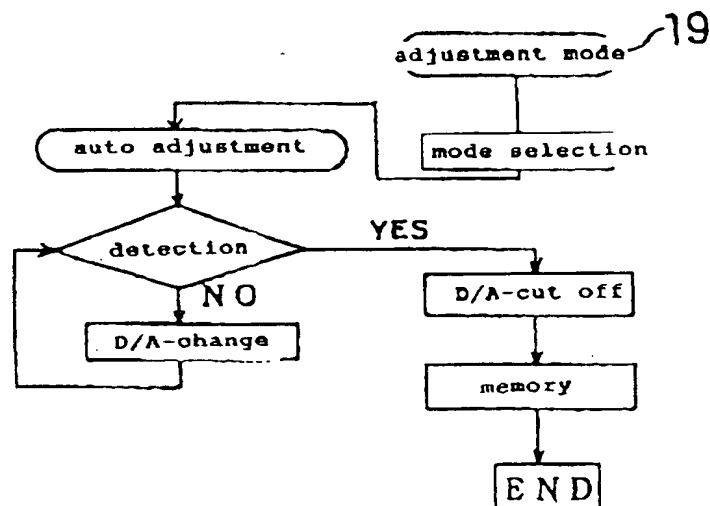 adjustment mode
19
mode selection
auto adjustment
detection
YES
NO
D/A-change
D/A-cut off
memory
END